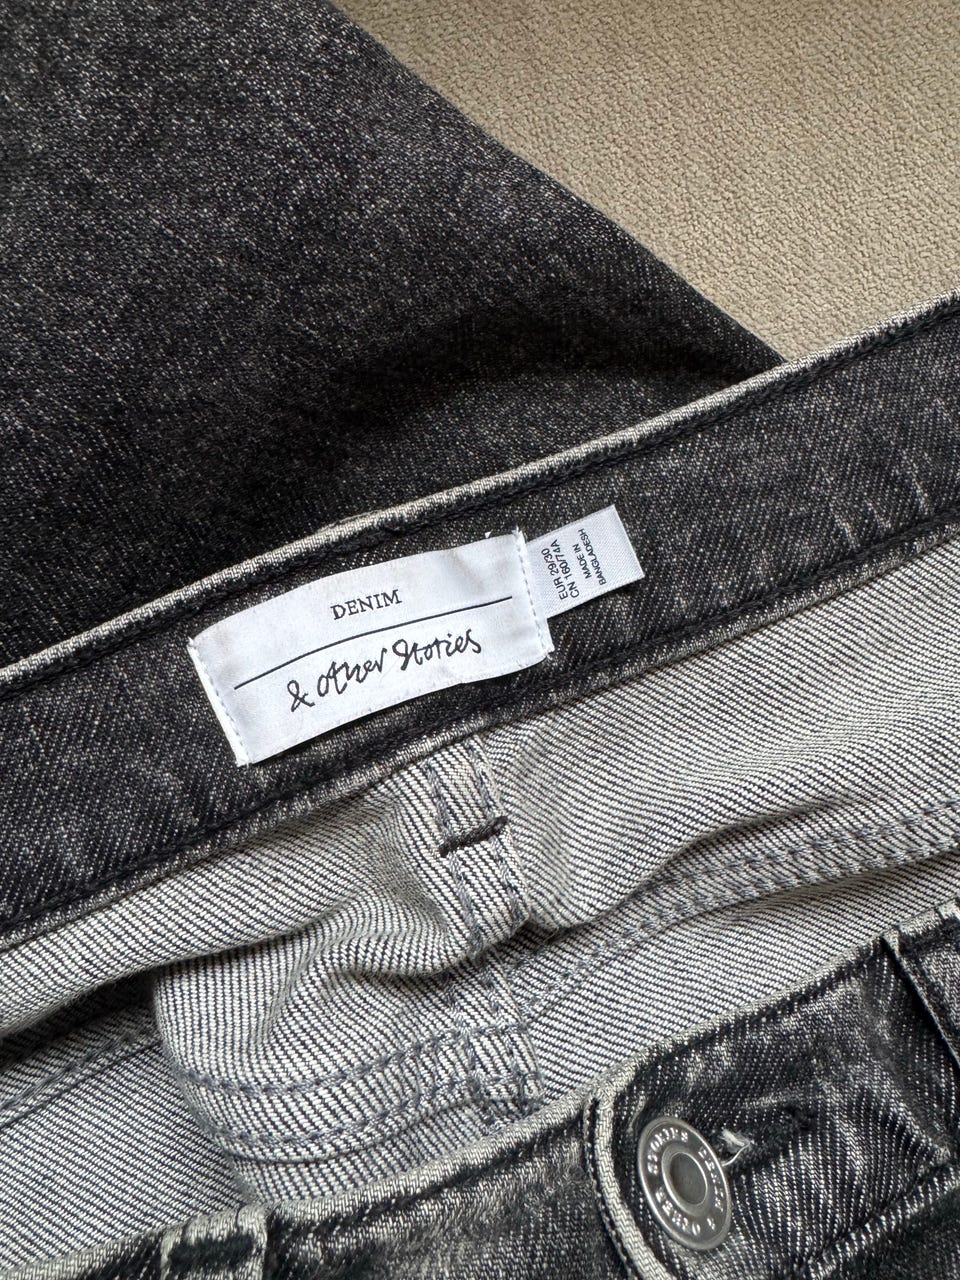 DENIM
& other Stories
EUR 29/30
CN 160/74A
MADE IN
BANGLADESH